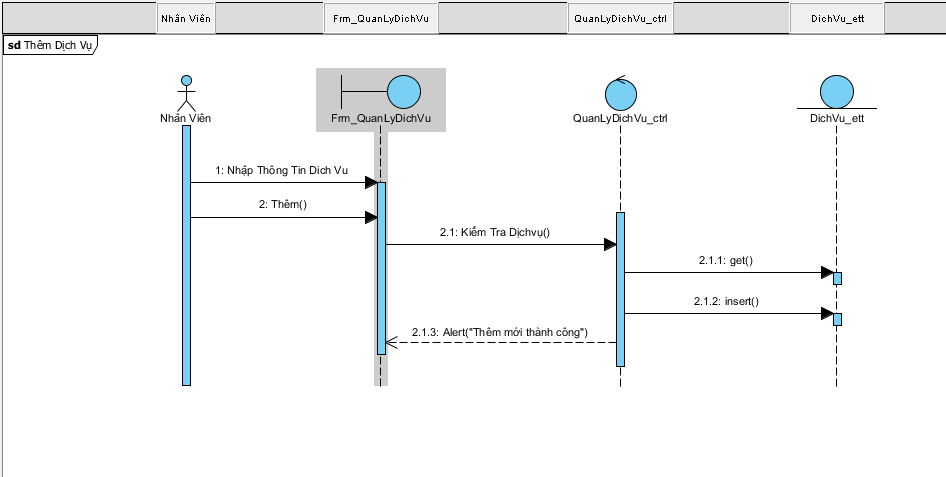 Nhân Viên
Frm_QuanLyDichVu
QuanLyDichVu_ctrl
DichVu_ett
sd Thêm Dịch Vụ
Nhân Viên
Frm_QuanLyDichVu
QuanLyDichVu_ctrl
DichVu_ett
1: Nhập Thông Tin Dich Vu
2: Thêm()
2.1: Kiểm Tra Dịchvụ()
2.1.1: get()
2.1.2: insert()
2.1.3: Alert("Thêm mới thành công")